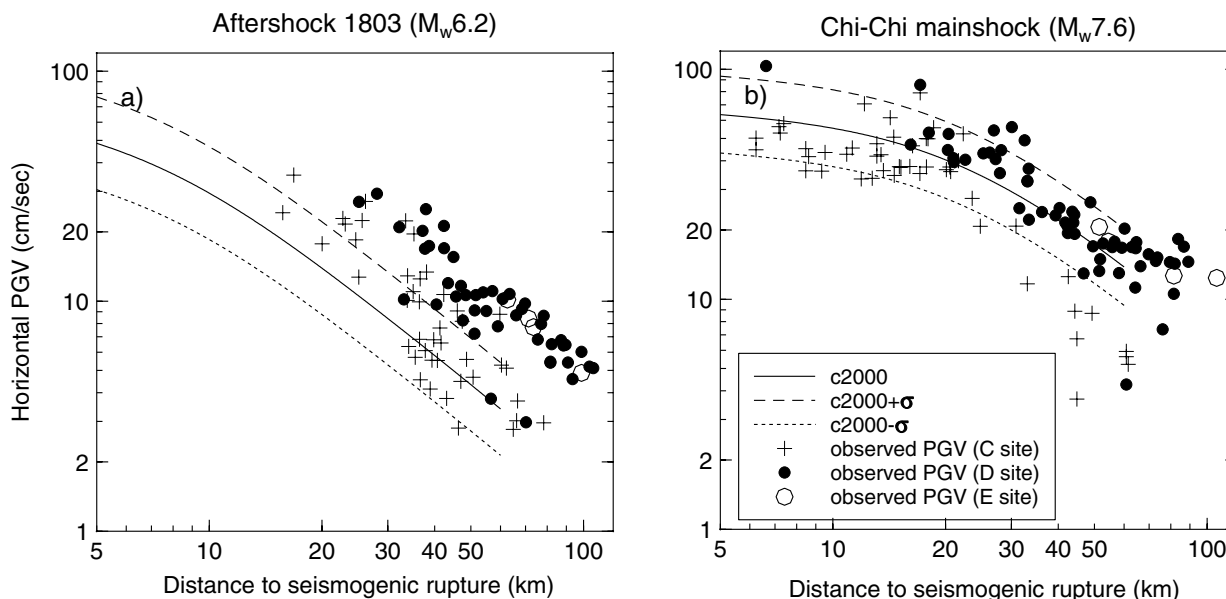 Aftershock 1803 (Mw6.2)
a)
Horizontal PGV (cm/sec)
100
20
10
2
1
5 10 20 30 40 50 100
Distance to seismogenic rupture (km)
Chi-Chi mainshock (Mw7.6)
b)
100
20
10
2
1
c2000
c2000+σ
c2000-σ
observed PGV (C site)
observed PGV (D site)
observed PGV (E site)
5 10 20 30 40 50 100
Distance to seismogenic rupture (km)